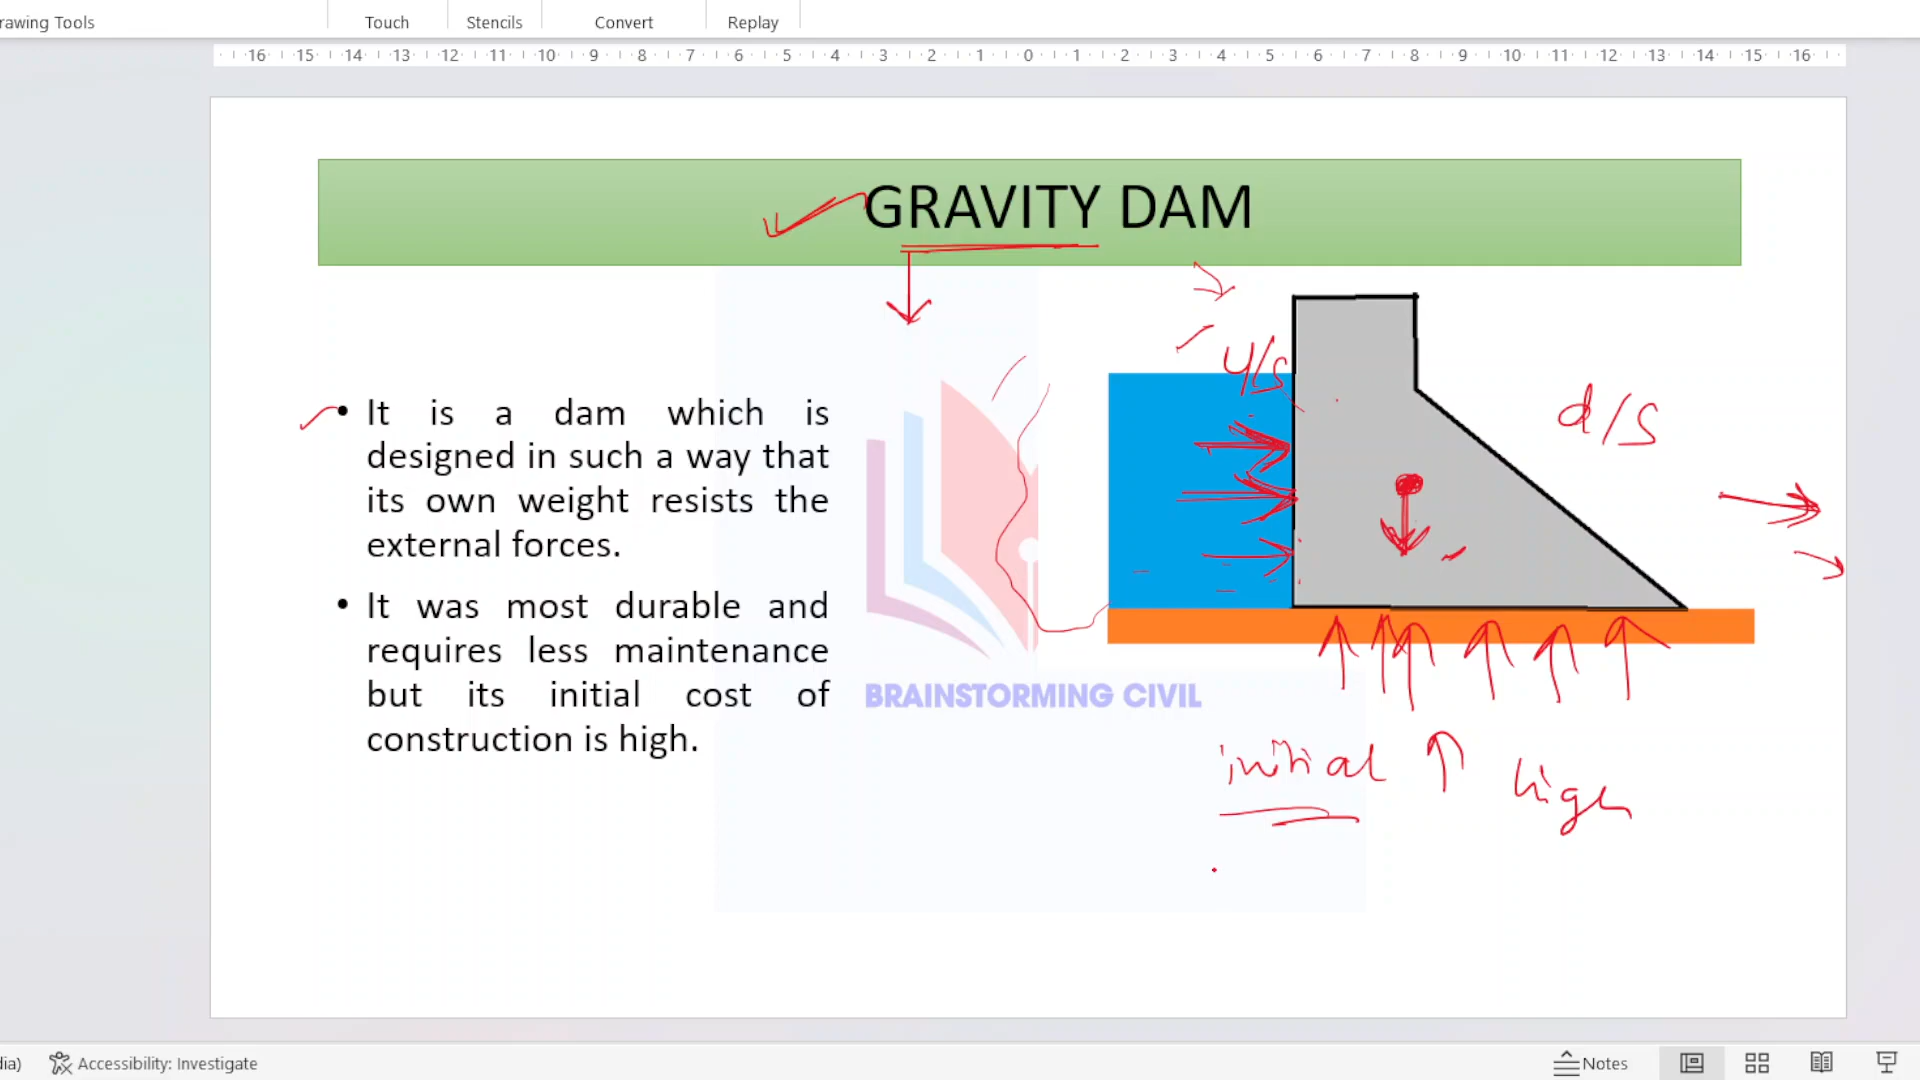 rawing Tools
Touch
Stencils
Convert
Replay
16 15 14 13 12 11 10 9 8 7 6 5 4 3 2 1 0 1 2 3 4 5 6 7 8 9 10 11 12 13 14 15 16
GRAVITY DAM
U/S
d/s
• It is a dam which is
designed in such a way that
its own weight resists the
external forces.
• It was most durable and
requires less maintenance
but its initial cost of
construction is high.
BRAINSTORMING CIVIL
initial ↑ high
dia)
Accessibility: Investigate
Notes